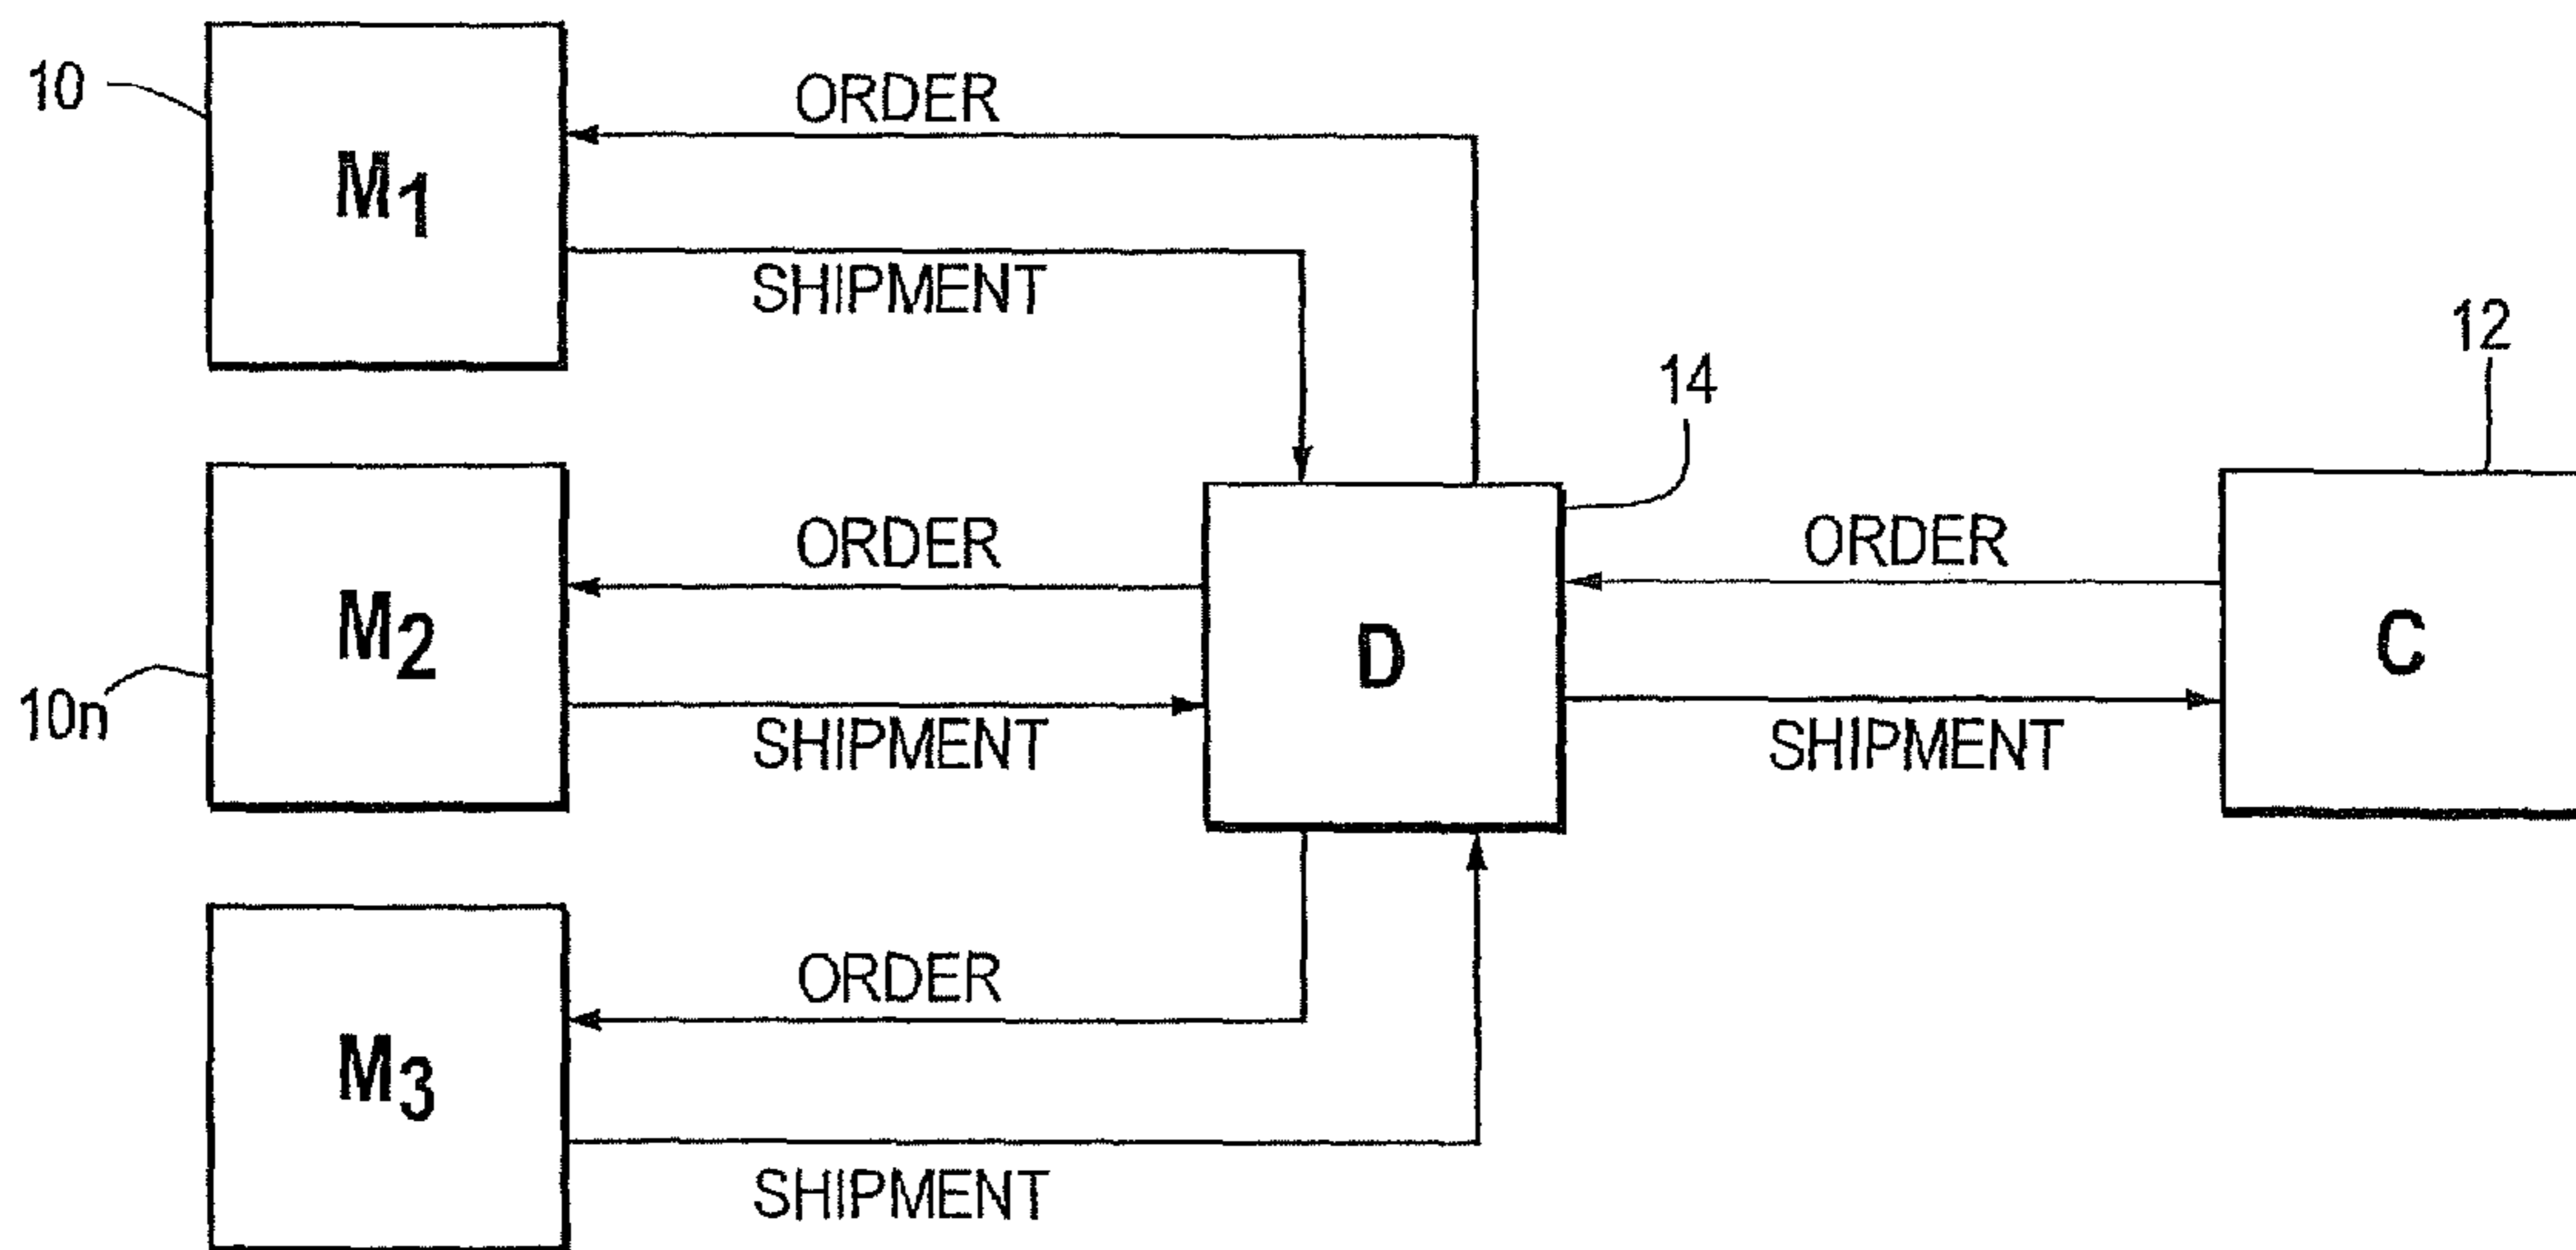 10
ORDER
M1
SHIPMENT
12
14
ORDER
ORDER
M2
D
C
10n
SHIPMENT
SHIPMENT
ORDER
M3
SHIPMENT